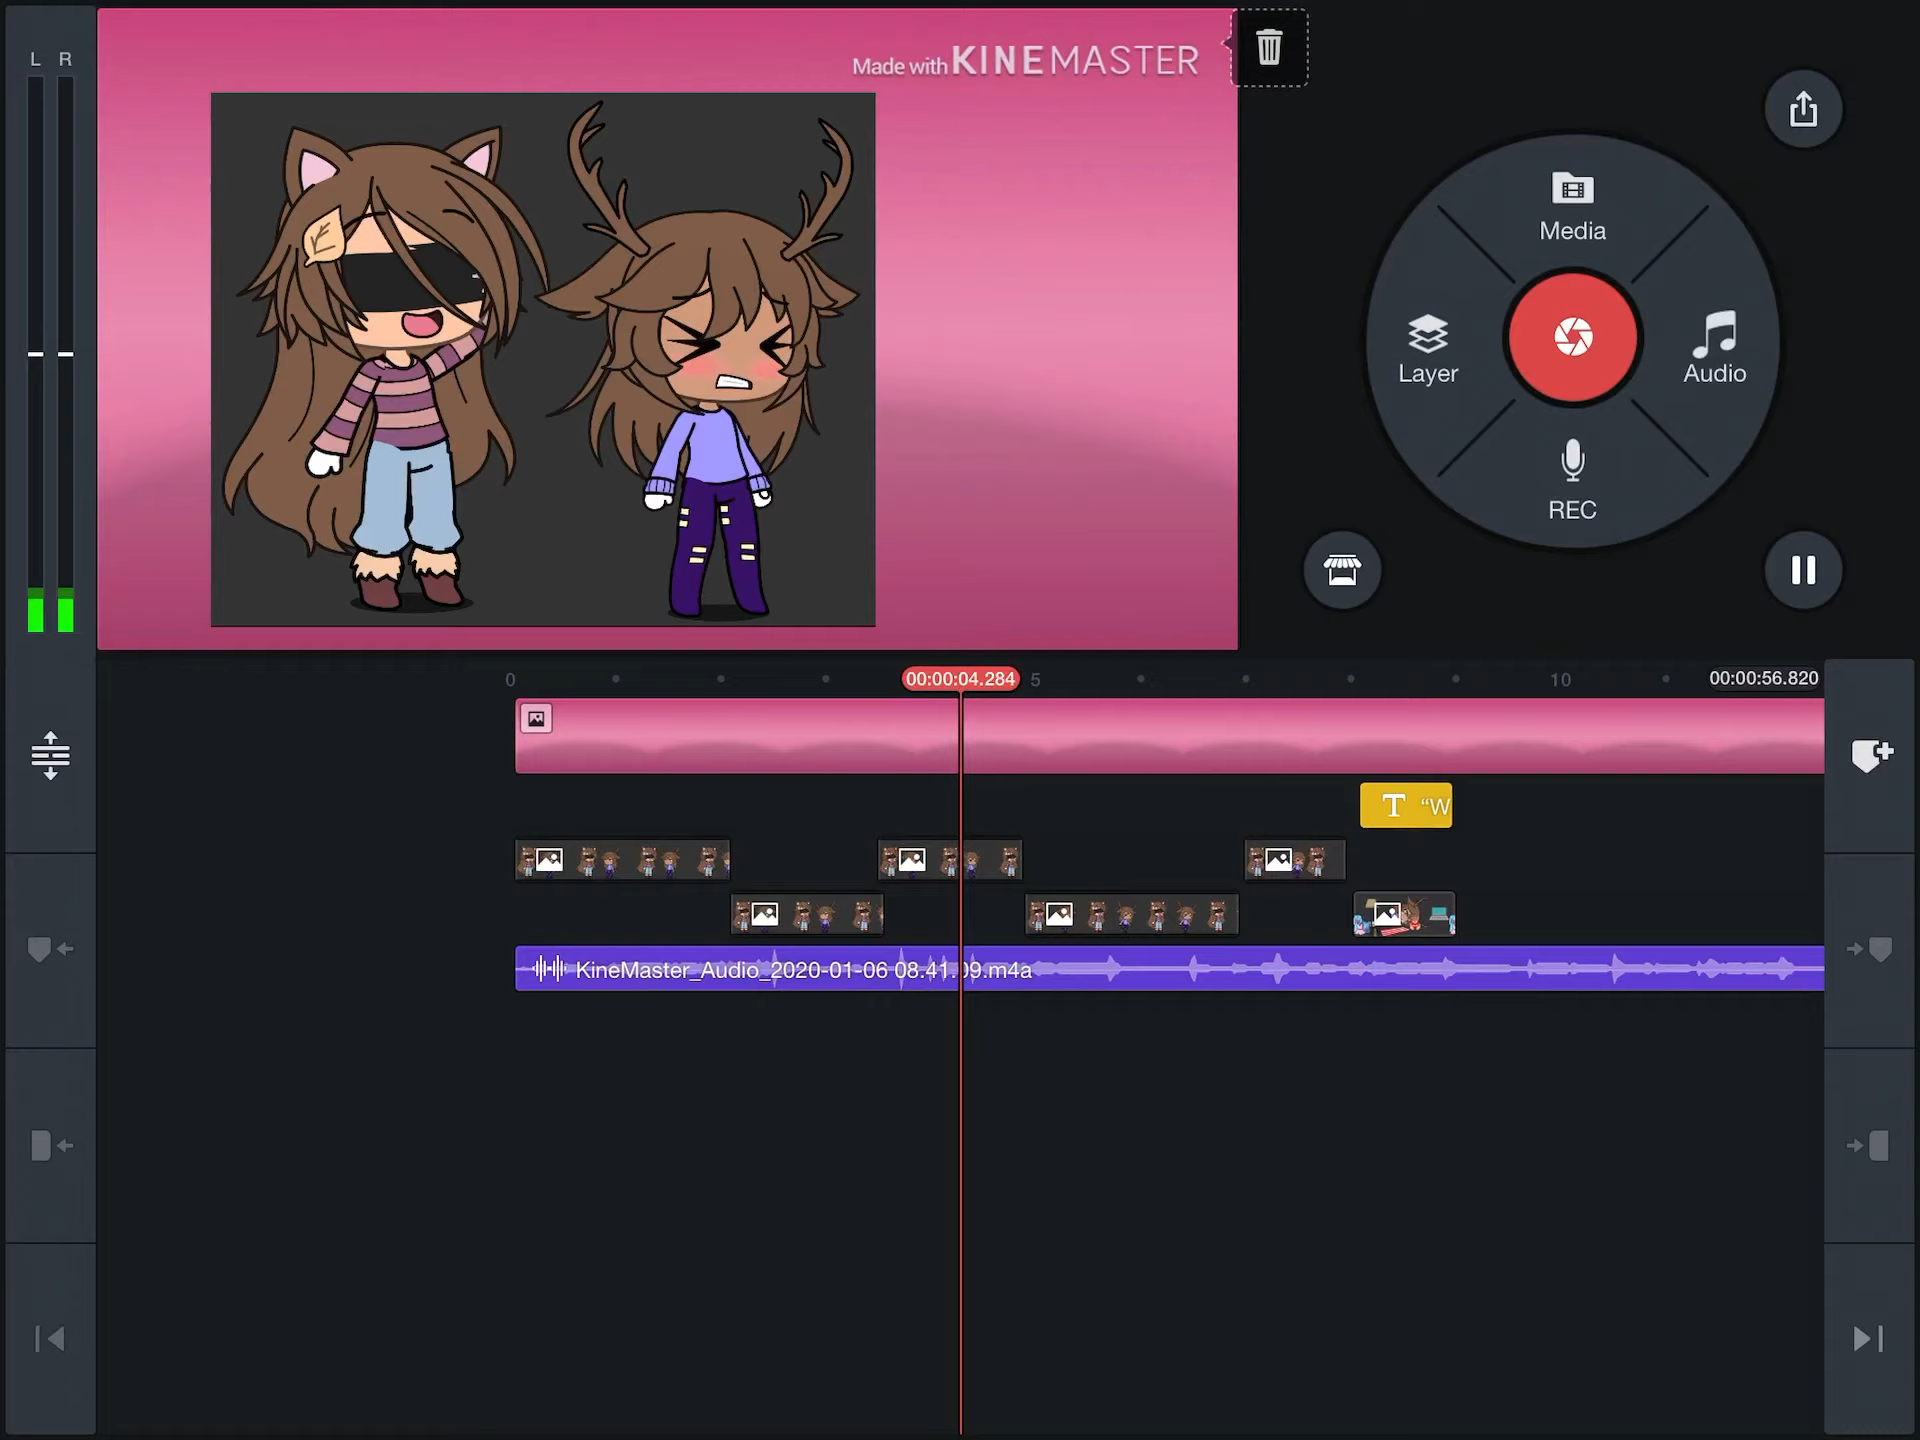 L R
Made with KINEMASTER
Media
Layer
Audio
REC
0
00:00:04.284
5
10
00:00:56.820
T “W
KineMaster_Audio_2020-01-06 08.41.09.m4a